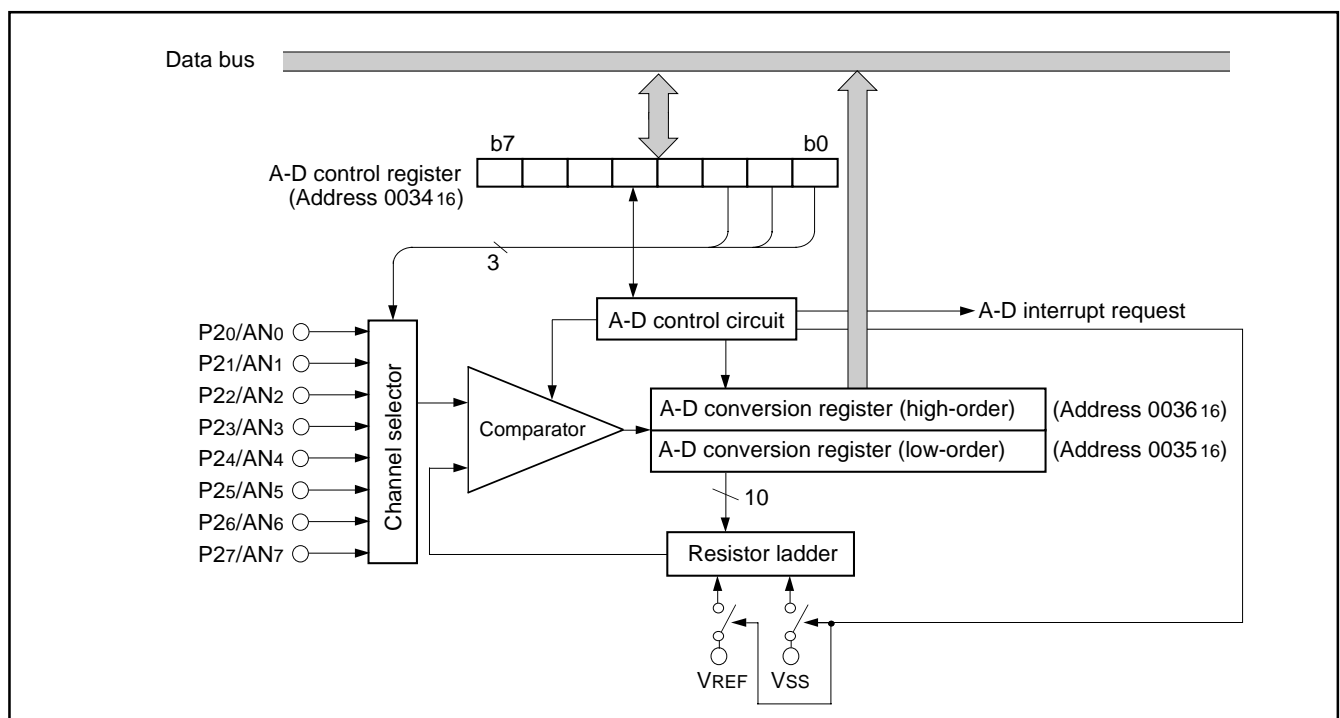 Data bus
b7 b0
A-D control register
(Address 003416)
3
A-D control circuit
A-D interrupt request
P20/AN0
P21/AN1
P22/AN2
P23/AN3
P24/AN4
P25/AN5
P26/AN6
P27/AN7
Channel selector
Comparator
A-D conversion register (high-order) (Address 003616)
A-D conversion register (low-order) (Address 003516)
10
Resistor ladder
VREF VSS